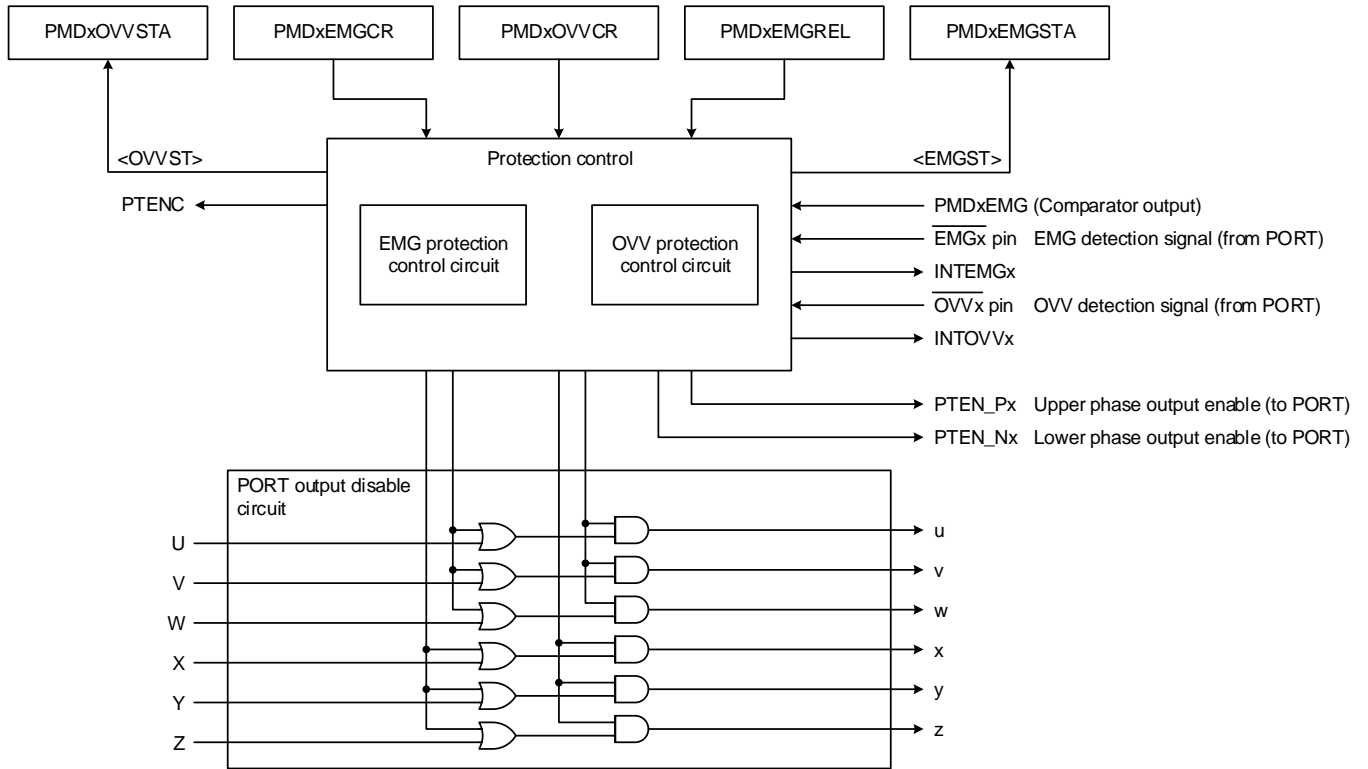 PMDxOVVSTA
PMDxEMGCR
PMDxOVVCR
PMDxEMGREL
PMDxEMGSTA
<OVVST>
Protection control
<EMGST>
PTENC
PMDxEMG (Comparator output)
EMG protection
control circuit
OVV protection
control circuit
EMGx pin EMG detection signal (from PORT)
INTEMGx
OVVx pin OVV detection signal (from PORT)
INTOVVx
PTEN_Px Upper phase output enable (to PORT)
PTEN_Nx Lower phase output enable (to PORT)
PORT output disable
circuit
U
u
V
v
W
w
X
x
Y
y
Z
z